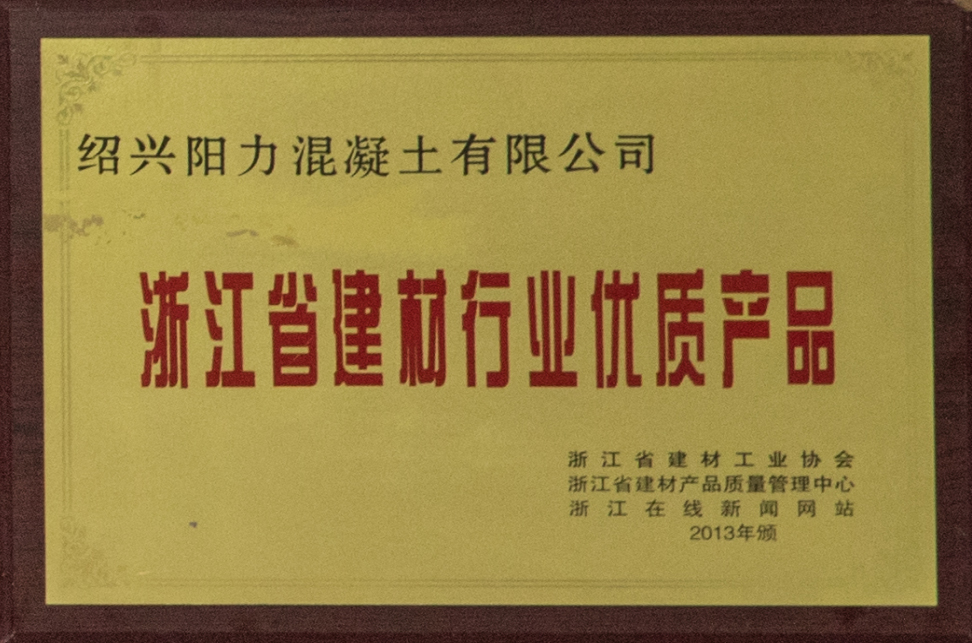 绍兴阳力混凝土有限公司
浙江省建材行业优质产品
浙江省建材工业协会
浙江省建材产品质量管理中心
浙江在线新闻网站
2013年颁